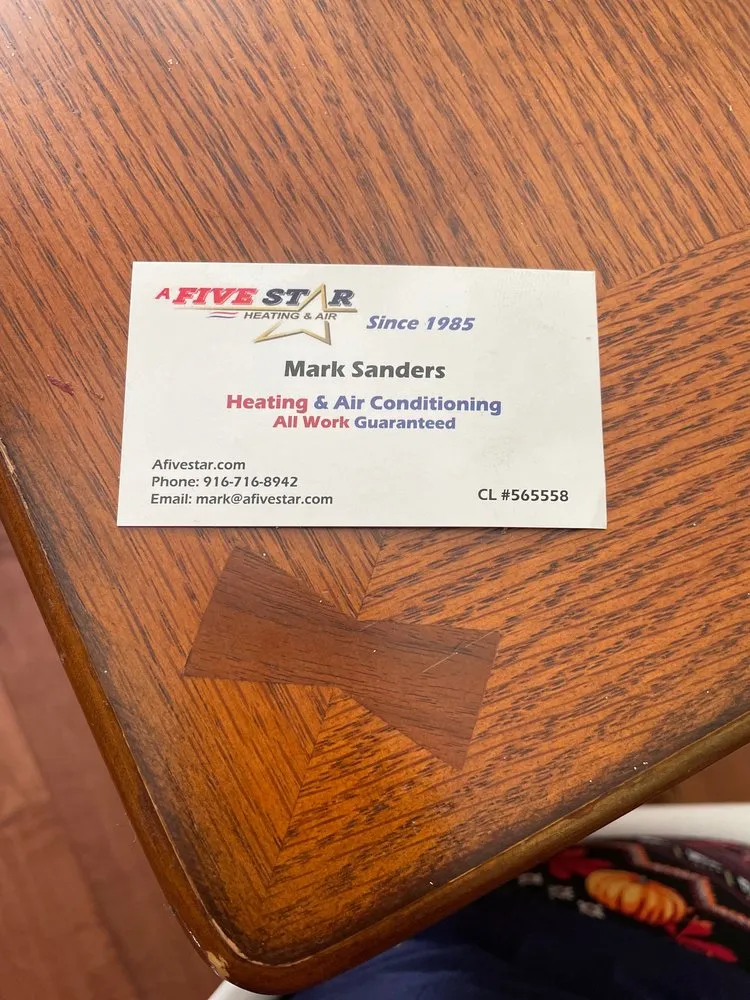 A FIVE STAR
HEATING & AIR
Since 1985
Mark Sanders
Heating & Air Conditioning
All Work Guaranteed
Afivestar.com
Phone: 916-716-8942
Email: mark@afivestar.com
CL #565558